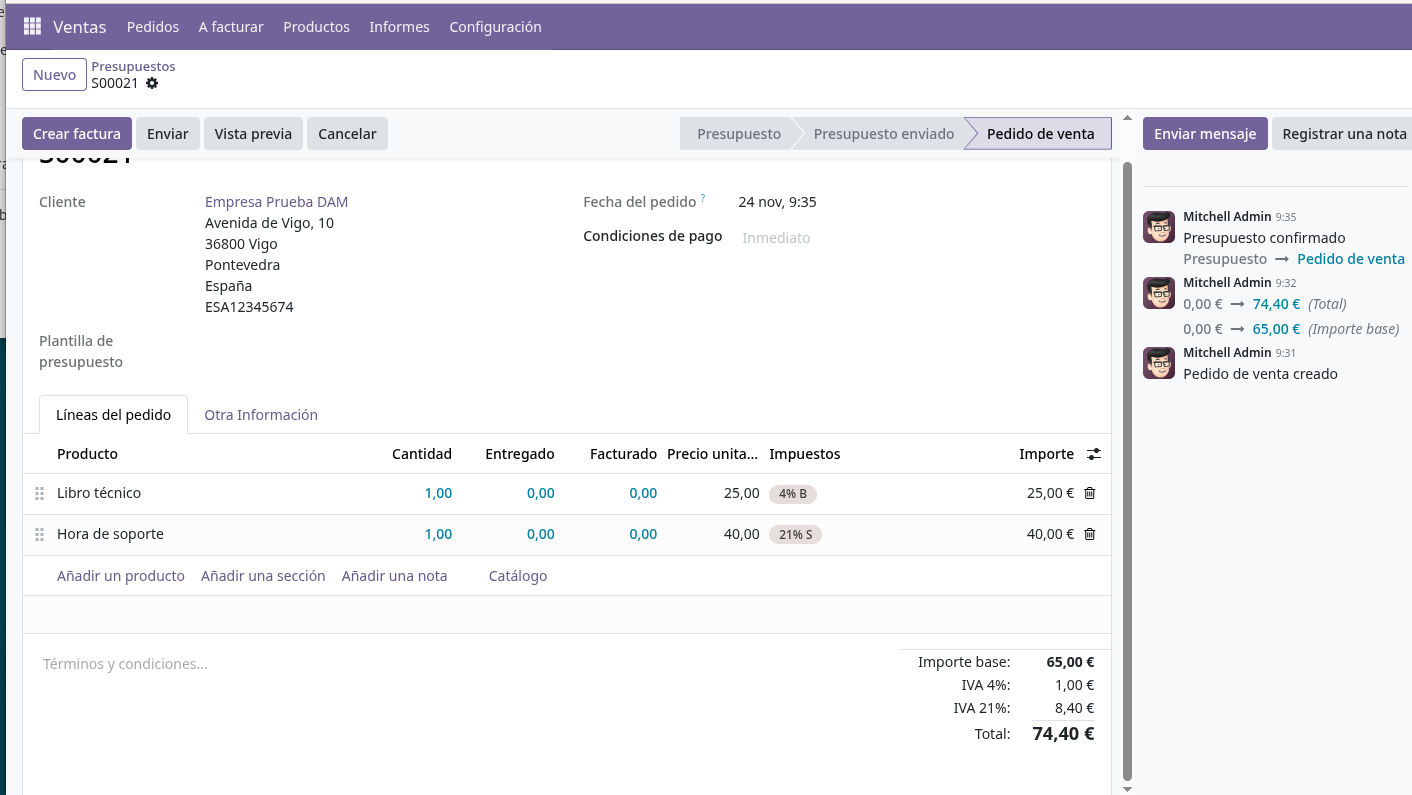 Ventas Pedidos A facturar Productos Informes Configuración
Nuevo
Presupuestos
S00021
Crear factura Enviar Vista previa Cancelar
Presupuesto Presupuesto enviado Pedido de venta
Enviar mensaje Registrar una nota
S00021
Cliente
Empresa Prueba DAM
Avenida de Vigo, 10
36800 Vigo
Pontevedra
España
ESA12345674
Fecha del pedido ? 24 nov, 9:35
Condiciones de pago Inmediato
Plantilla de
presupuesto
Líneas del pedido Otra Información
Producto Cantidad Entregado Facturado Precio unita... Impuestos Importe
Libro técnico 1,00 0,00 0,00 25,00 4% B 25,00 €
Hora de soporte 1,00 0,00 0,00 40,00 21% S 40,00 €
Añadir un producto Añadir una sección Añadir una nota Catálogo
Términos y condiciones...
Importe base: 65,00 €
IVA 4%: 1,00 €
IVA 21%: 8,40 €
Total: 74,40 €
Mitchell Admin 9:35
Presupuesto confirmado
Presupuesto → Pedido de venta
Mitchell Admin 9:32
0,00 € → 74,40 € (Total)
0,00 € → 65,00 € (Importe base)
Mitchell Admin 9:31
Pedido de venta creado